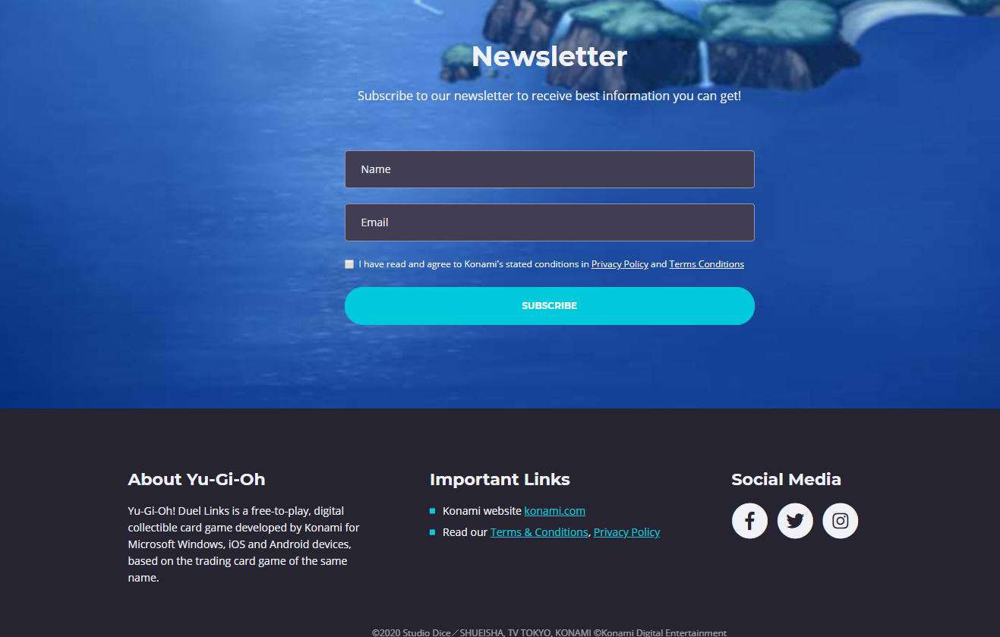 Newsletter
Subscribe to our newsletter to receive best information you can get!
Name
Email
I have read and agree to Konami's stated conditions in Privacy Policy and Terms Conditions
SUBSCRIBE
About Yu-Gi-Oh
Yu-Gi-Oh! Duel Links is a free-to-play, digital
collectible card game developed by Konami for
Microsoft Windows, iOS and Android devices,
based on the trading card game of the same
name.
Important Links
Konami website konami.com
Read our Terms & Conditions, Privacy Policy
Social Media
©2020 Studio Dice／SHUEISHA, TV TOKYO, KONAMI ©Konami Digital Entertainment